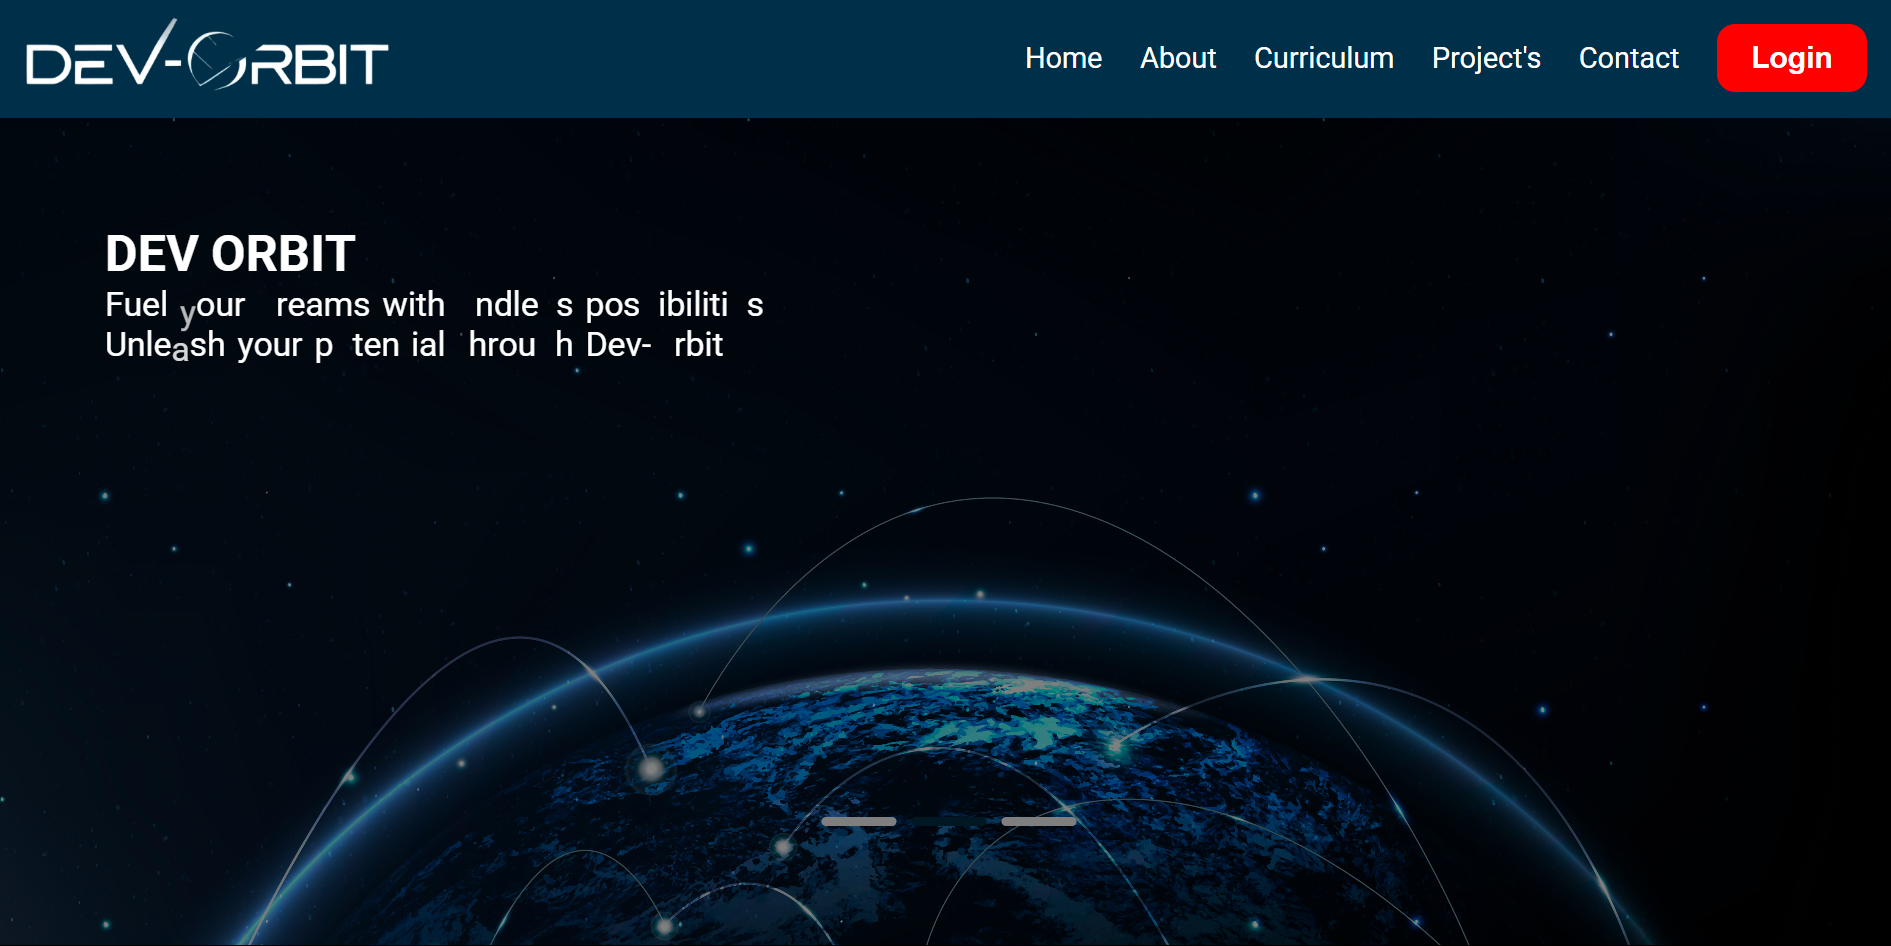 DEV-ORBIT
Home About Curriculum Project's Contact Login
DEV ORBIT
Fuel your reams with ndle s pos ibiliti s
Unleash your p ten ial hrou h Dev- rbit